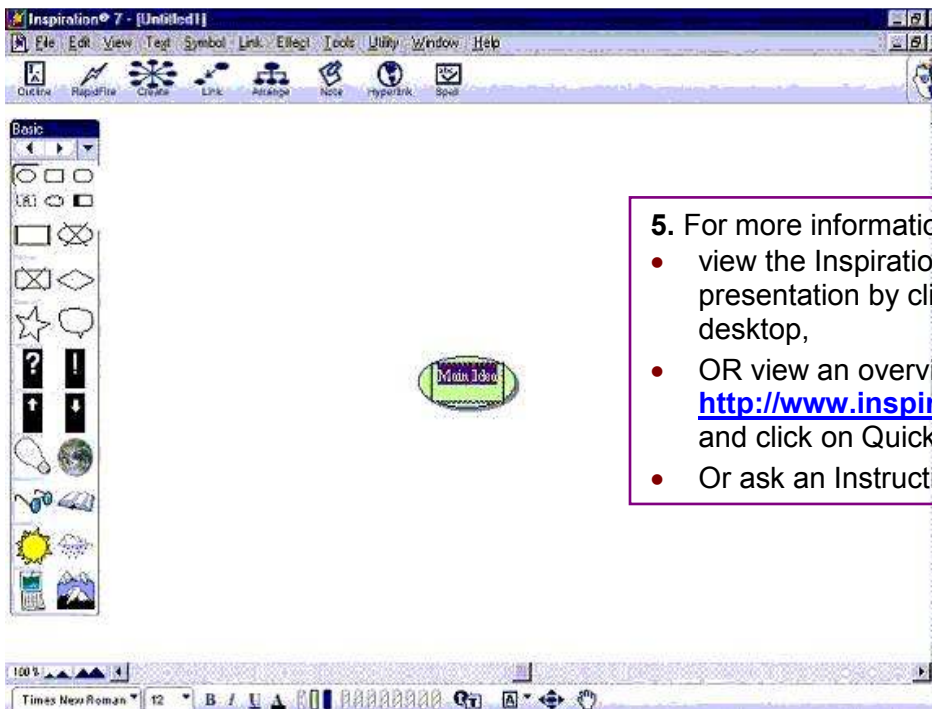 Inspiration® 7 - [Untitled1]
File Edit View Text Symbol Link Effect Tools Utility Window Help
Outline RapidFire Create Link Arrange Note Hyperlink Spell
Basic
5. For more informatio
• view the Inspiratio
presentation by cli
desktop,
• OR view an overvi
http://www.inspir
and click on Quick
• Or ask an Instructi
? !
Main Idea
100%
Times New Roman 12 B I U A